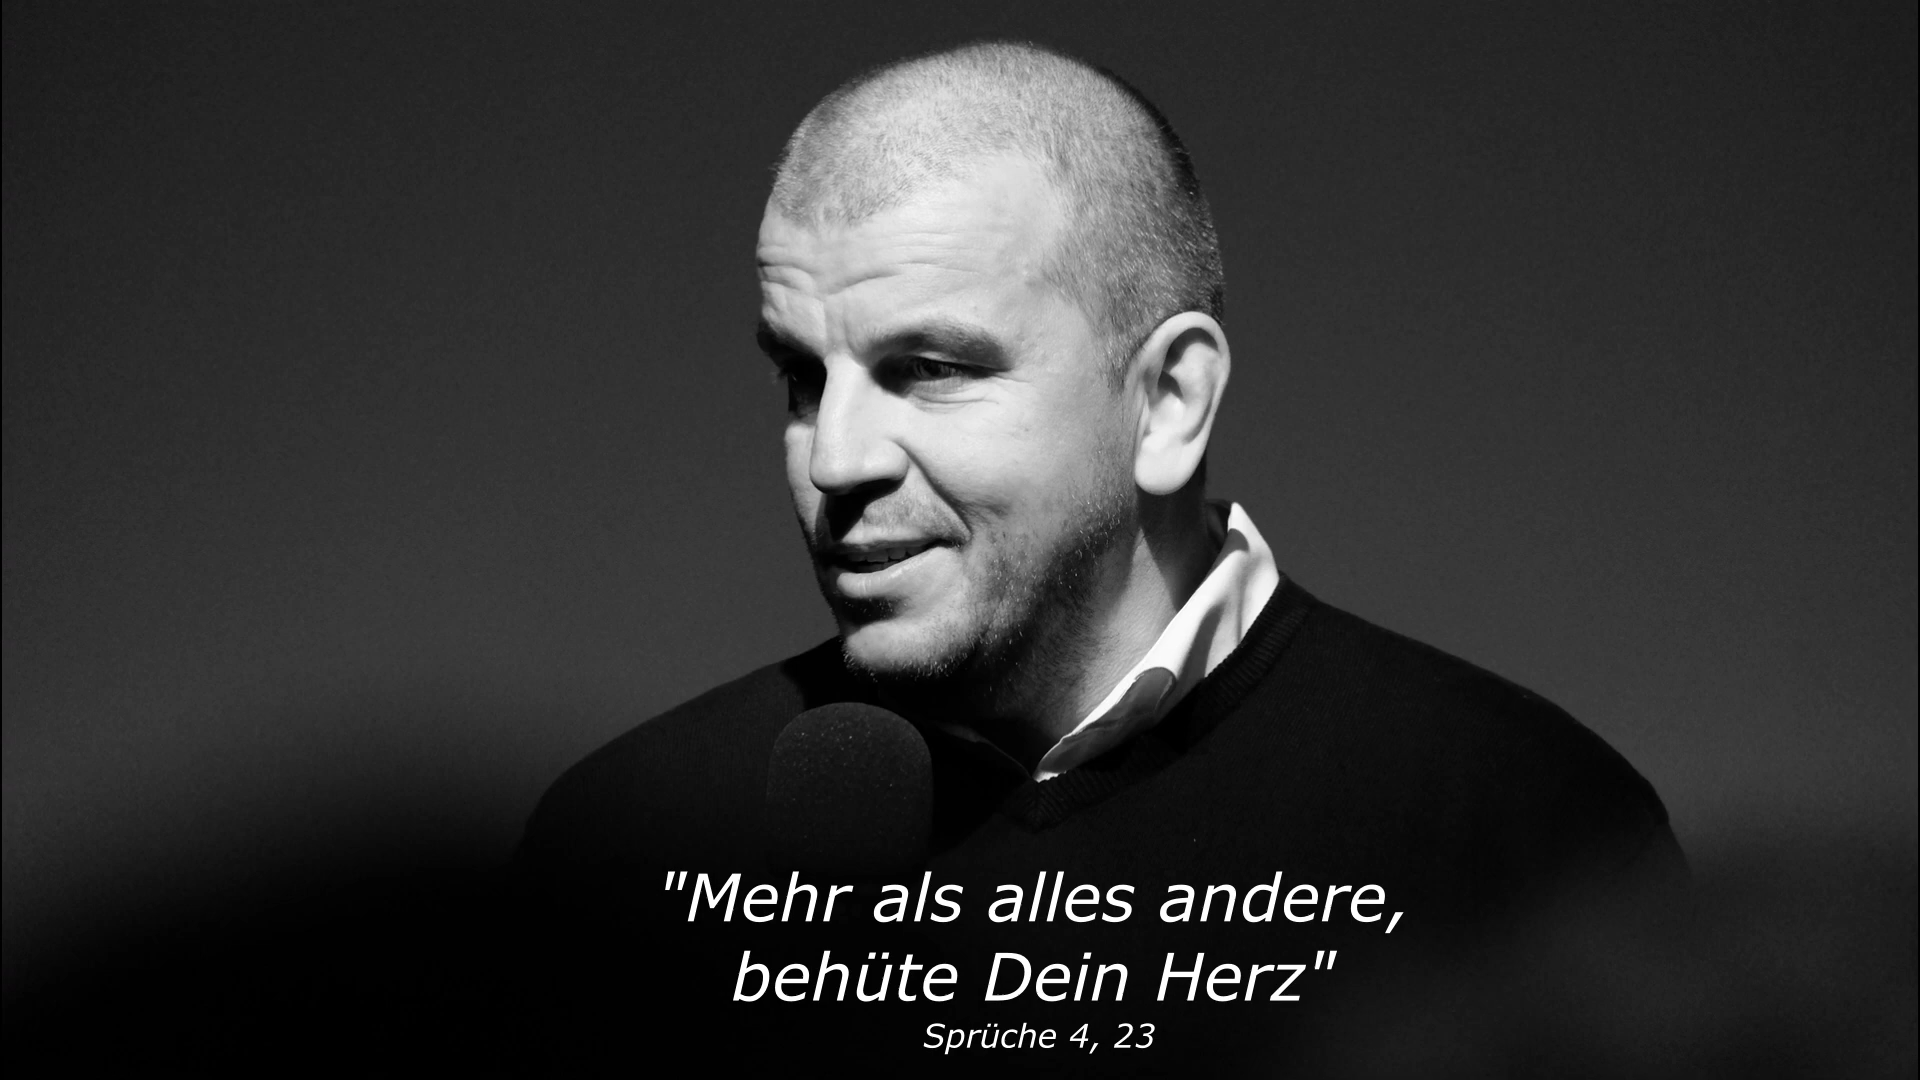 "Mehr als alles andere,
behüte Dein Herz"
Sprüche 4, 23